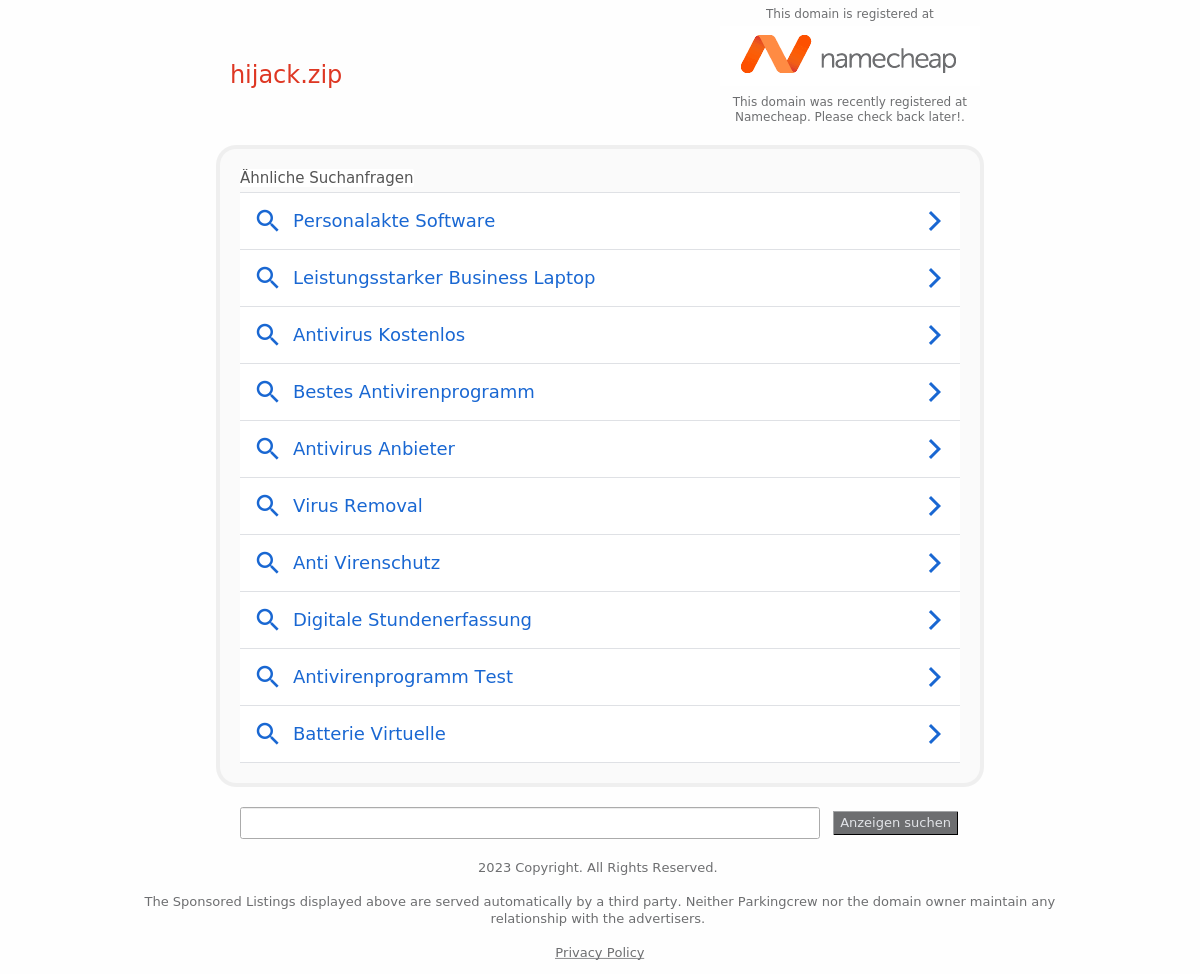 This domain is registered at
namecheap
hijack.zip
This domain was recently registered at
Namecheap. Please check back later!.
Ähnliche Suchanfragen
Personalakte Software
Leistungsstarker Business Laptop
Antivirus Kostenlos
Bestes Antivirenprogramm
Antivirus Anbieter
Virus Removal
Anti Virenschutz
Digitale Stundenerfassung
Antivirenprogramm Test
Batterie Virtuelle
Anzeigen suchen
2023 Copyright. All Rights Reserved.
The Sponsored Listings displayed above are served automatically by a third party. Neither Parkingcrew nor the domain owner maintain any
relationship with the advertisers.
Privacy Policy